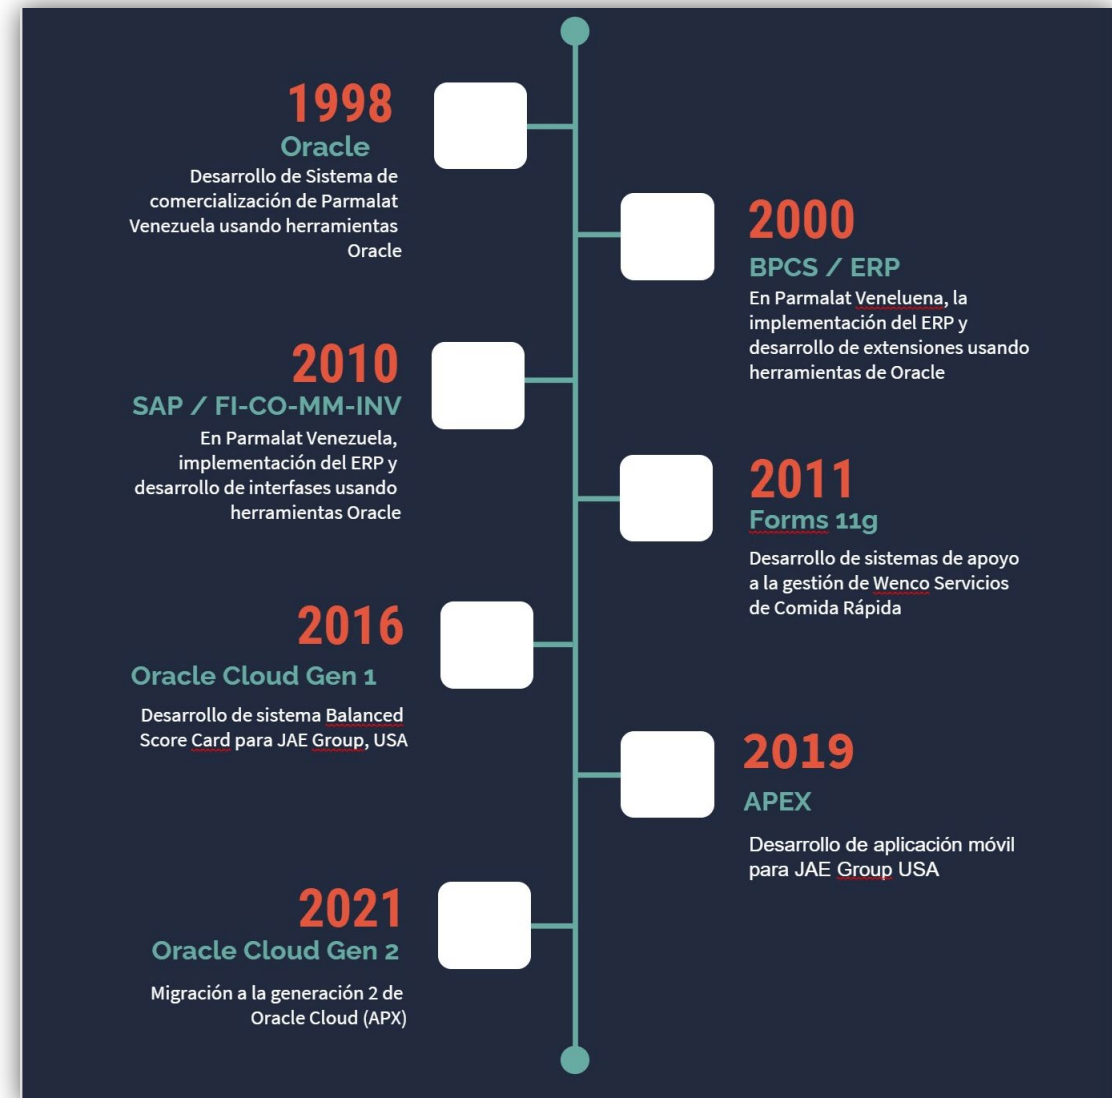 1998
Oracle
Desarrollo de Sistema de
comercialización de Parmalat
Venezuela usando herramientas
Oracle
2000
BPCS / ERP
En Parmalat Veneluena, la
implementación del ERP y
desarrollo de extensiones usando
herramientas de Oracle
2010
SAP / FI-CO-MM-INV
En Parmalat Venezuela,
implementación del ERP y
desarrollo de interfases usando
herramientas Oracle
2011
Forms 11g
Desarrollo de sistemas de apoyo
a la gestión de Wenco Servicios
de Comida Rápida
2016
Oracle Cloud Gen 1
Desarrollo de sistema Balanced
Score Card para JAE Group, USA
2019
APEX
Desarrollo de aplicación móvil
para JAE Group USA
2021
Oracle Cloud Gen 2
Migración a la generación 2 de
Oracle Cloud (APX)